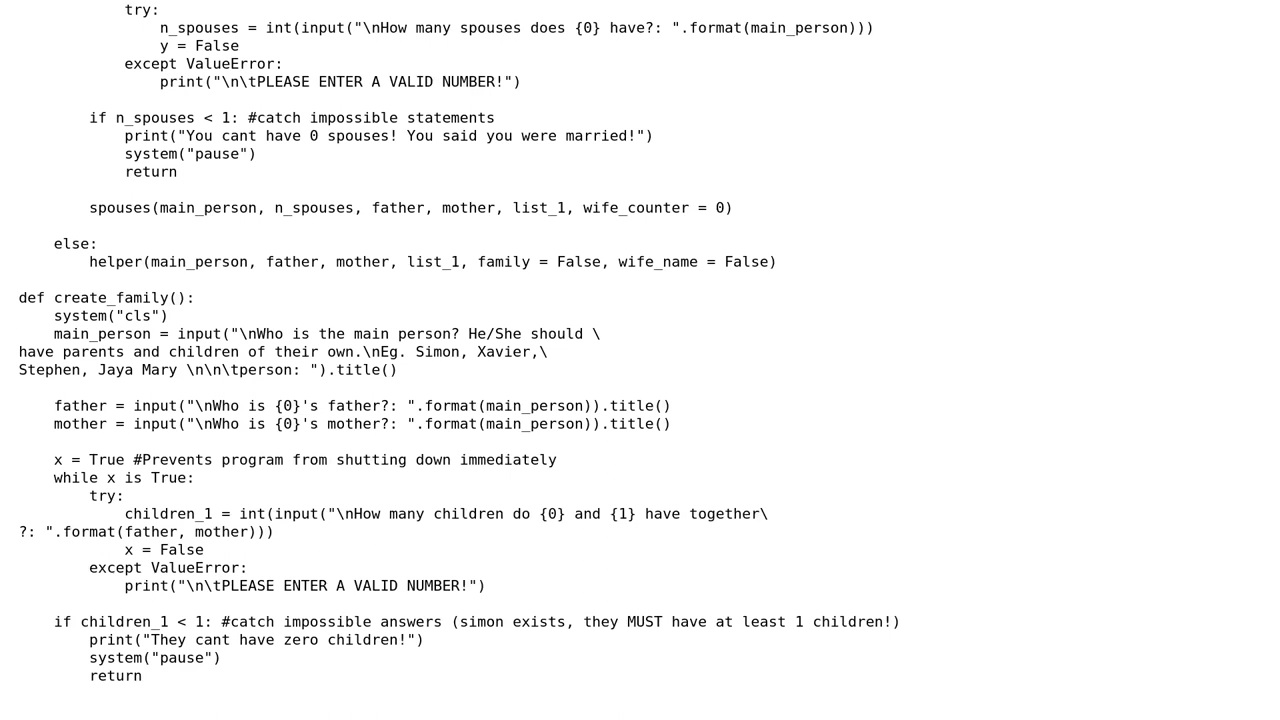 try:
                n_spouses = int(input("\nHow many spouses does {0} have?: ".format(main_person)))
                y = False
            except ValueError:
                print("\n\tPLEASE ENTER A VALID NUMBER!")

        if n_spouses < 1: #catch impossible statements
            print("You cant have 0 spouses! You said you were married!")
            system("pause")
            return

        spouses(main_person, n_spouses, father, mother, list_1, wife_counter = 0)

    else:
        helper(main_person, father, mother, list_1, family = False, wife_name = False)

def create_family():
    system("cls")
    main_person = input("\nWho is the main person? He/She should \
have parents and children of their own.\nEg. Simon, Xavier,\
Stephen, Jaya Mary \n\n\tperson: ").title()

    father = input("\nWho is {0}'s father?: ".format(main_person)).title()
    mother = input("\nWho is {0}'s mother?: ".format(main_person)).title()

    x = True #Prevents program from shutting down immediately
    while x is True:
        try:
            children_1 = int(input("\nHow many children do {0} and {1} have together\
?: ".format(father, mother)))
            x = False
        except ValueError:
            print("\n\tPLEASE ENTER A VALID NUMBER!")

    if children_1 < 1: #catch impossible answers (simon exists, they MUST have at least 1 children!)
        print("They cant have zero children!")
        system("pause")
        return